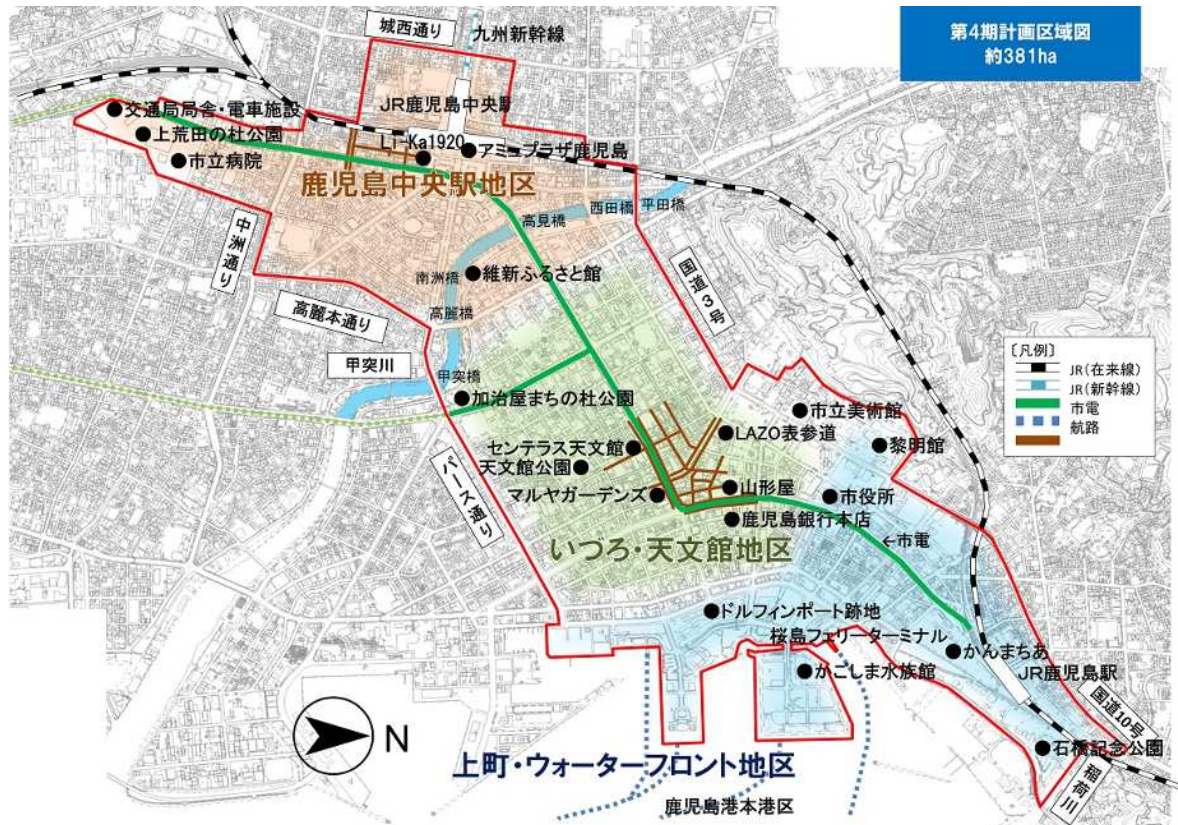 第4期計画区域図
約381ha
城西通り
九州新幹線
JR鹿児島中央駅
交通局局舎・電車施設
上荒田の杜公園
市立病院
Li-Ka1920
アミュプラザ鹿児島
鹿児島中央駅地区
中洲通り
高麗本通り
甲突川
高見橋
西田橋
平田橋
南洲橋
維新ふるさと館
高麗橋
甲突橋
加治屋まちの杜公園
国道3号
〔凡例〕
JR(在来線)
JR(新幹線)
市電
航路
市立美術館
LAZO表参道
黎明館
センテラス天文館
天文館公園
マルヤガーデンズ
山形屋
市役所
鹿児島銀行本店
←市電
いづろ・天文館地区
パース通り
ドルフィンポート跡地
桜島フェリーターミナル
かんまちあ
かごしま水族館
JR鹿児島駅
国道10号
石橋記念公園
稲荷川
N
上町・ウォーターフロント地区
鹿児島港本港区